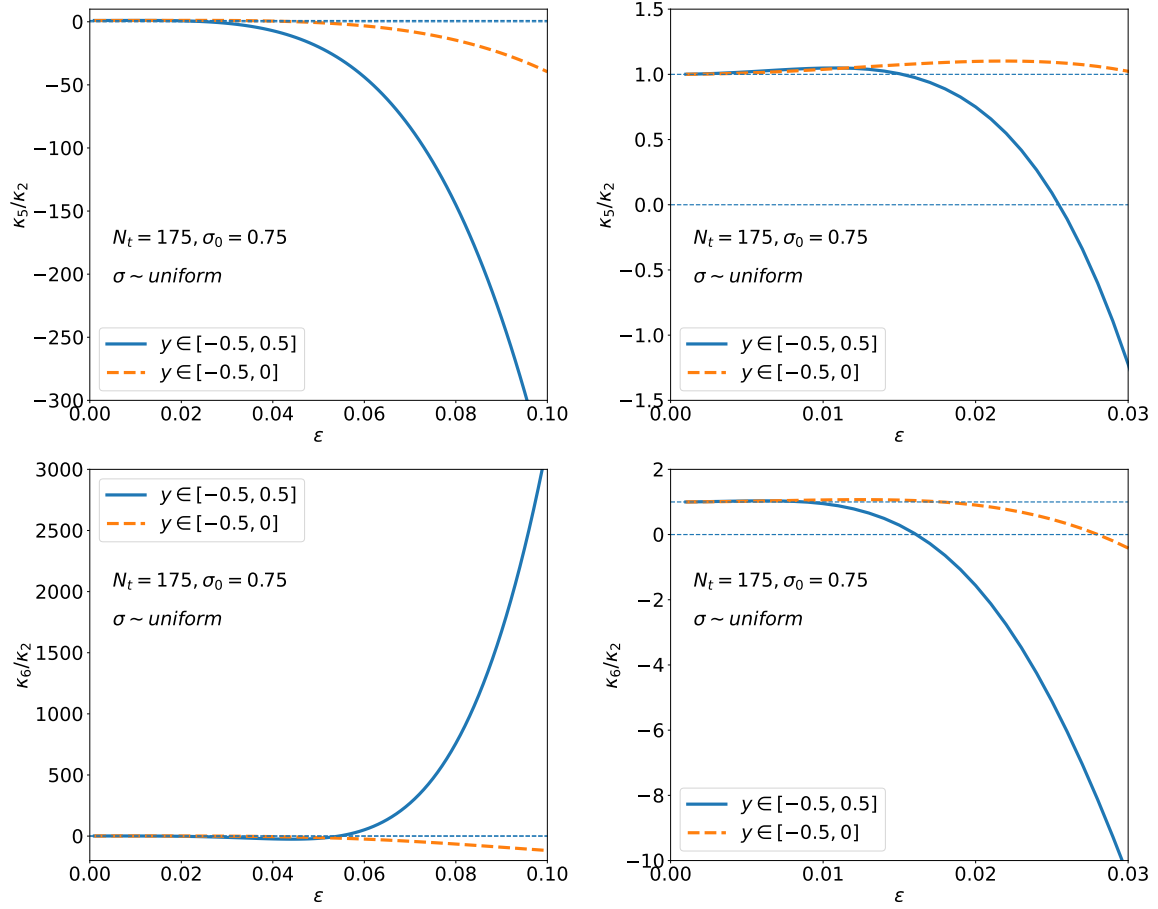 0
−50
−100
−150
−200
−250
−300
κ₅/κ₂
N_t = 175, σ₀ = 0.75
σ ∼ uniform
y ∈ [−0.5, 0.5]
y ∈ [−0.5, 0]
0.00 0.02 0.04 0.06 0.08 0.10
ε
1.5
1.0
0.5
0.0
−0.5
−1.0
−1.5
κ₅/κ₂
N_t = 175, σ₀ = 0.75
σ ∼ uniform
y ∈ [−0.5, 0.5]
y ∈ [−0.5, 0]
0.00 0.01 0.02 0.03
ε
3000
2500
2000
1500
1000
500
0
κ₆/κ₂
y ∈ [−0.5, 0.5]
y ∈ [−0.5, 0]
N_t = 175, σ₀ = 0.75
σ ∼ uniform
0.00 0.02 0.04 0.06 0.08 0.10
ε
2
0
−2
−4
−6
−8
−10
κ₆/κ₂
N_t = 175, σ₀ = 0.75
σ ∼ uniform
y ∈ [−0.5, 0.5]
y ∈ [−0.5, 0]
0.00 0.01 0.02 0.03
ε